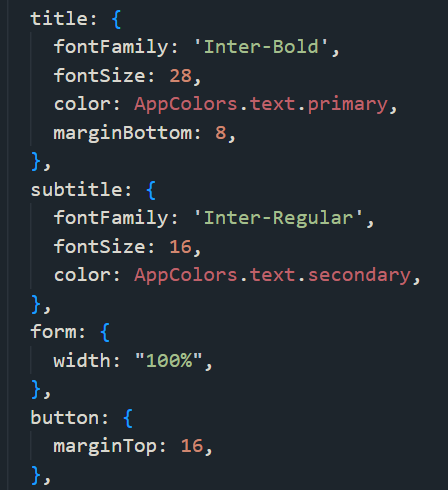 title: {
  fontFamily: 'Inter-Bold',
  fontSize: 28,
  color: AppColors.text.primary,
  marginBottom: 8,
},
subtitle: {
  fontFamily: 'Inter-Regular',
  fontSize: 16,
  color: AppColors.text.secondary,
},
form: {
  width: "100%",
},
button: {
  marginTop: 16,
},